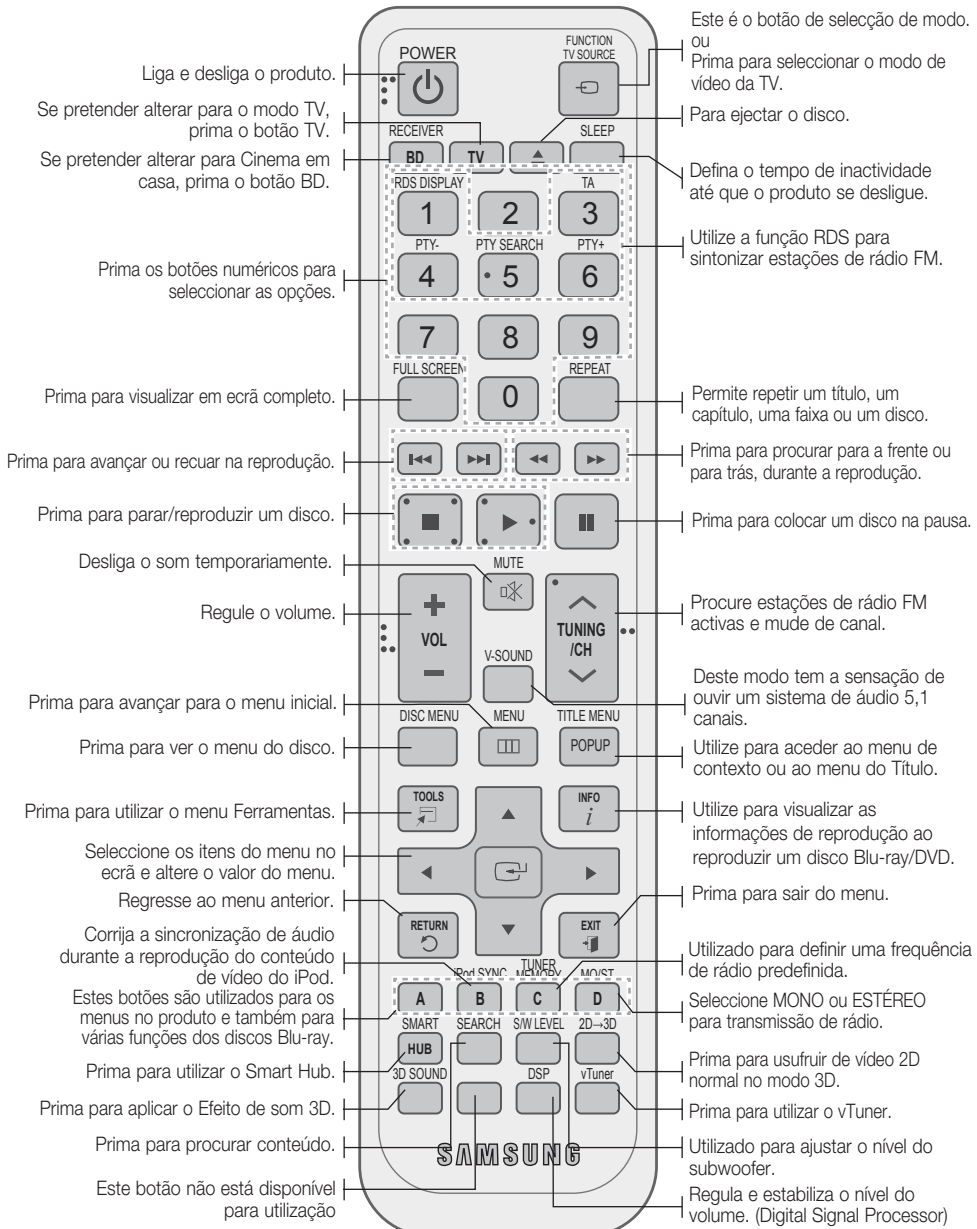 Liga e desliga o produto.
Se pretender alterar para o modo TV,
prima o botão TV.
Se pretender alterar para Cinema em
casa, prima o botão BD.
Prima os botões numéricos para
seleccionar as opções.
Prima para visualizar em ecrã completo.
Prima para avançar ou recuar na reprodução.
Prima para parar/reproduzir um disco.
Desliga o som temporariamente.
Regule o volume.
Prima para avançar para o menu inicial.
Prima para ver o menu do disco.
Prima para utilizar o menu Ferramentas.
Seleccione os itens do menu no
ecrã e altere o valor do menu.
Regresse ao menu anterior.
Corrija a sincronização de áudio
durante a reprodução do conteúdo
de vídeo do iPod.
Estes botões são utilizados para os
menus no produto e também para
várias funções dos discos Blu-ray.
Prima para utilizar o Smart Hub.
Prima para aplicar o Efeito de som 3D.
Prima para procurar conteúdo.
Este botão não está disponível
para utilização
POWER
FUNCTION
TV SOURCE
RECEIVER
SLEEP
BD
TV
RDS DISPLAY
TA
1
2
3
PTY-
PTY SEARCH
PTY+
4
5
6
7
8
9
FULL SCREEN
REPEAT
0
MUTE
VOL
TUNING
/CH
V-SOUND
DISC MENU
MENU
TITLE MENU
POPUP
TOOLS
INFO
i
RETURN
EXIT
iPod SYNC
TUNER
MEMORY
MO/ST
A
B
C
D
SMART
SEARCH
S/W LEVEL
2D→3D
HUB
3D SOUND
DSP
vTuner
SAMSUNG
Este é o botão de selecção de modo.
ou
Prima para seleccionar o modo de
vídeo da TV.
Para ejectar o disco.
Defina o tempo de inactividade
até que o produto se desligue.
Utilize a função RDS para
sintonizar estações de rádio FM.
Permite repetir um título, um
capítulo, uma faixa ou um disco.
Prima para procurar para a frente ou
para trás, durante a reprodução.
Prima para colocar um disco na pausa.
Procure estações de rádio FM
activas e mude de canal.
Deste modo tem a sensação de
ouvir um sistema de áudio 5,1
canais.
Utilize para aceder ao menu de
contexto ou ao menu do Título.
Utilize para visualizar as
informações de reprodução ao
reproduzir um disco Blu-ray/DVD.
Prima para sair do menu.
Utilizado para definir uma frequência
de rádio predefinida.
Seleccione MONO ou ESTÉREO
para transmissão de rádio.
Prima para usufruir de vídeo 2D
normal no modo 3D.
Prima para utilizar o vTuner.
Utilizado para ajustar o nível do
subwoofer.
Regula e estabiliza o nível do
volume. (Digital Signal Processor)